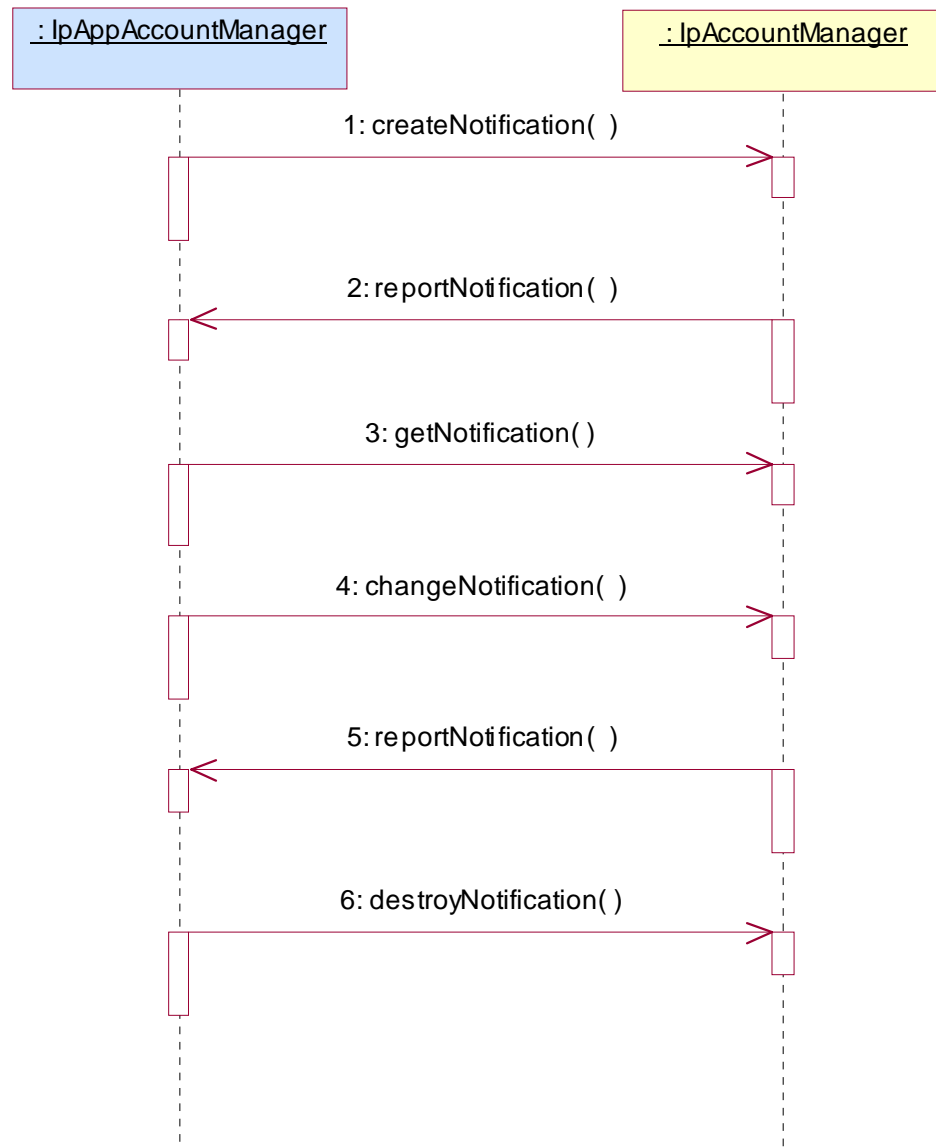 : IpAppAccountManager
: IpAccountManager
1: createNotification( )
2: reportNotification( )
3: getNotification( )
4: changeNotification( )
5: reportNotification( )
6: destroyNotification( )